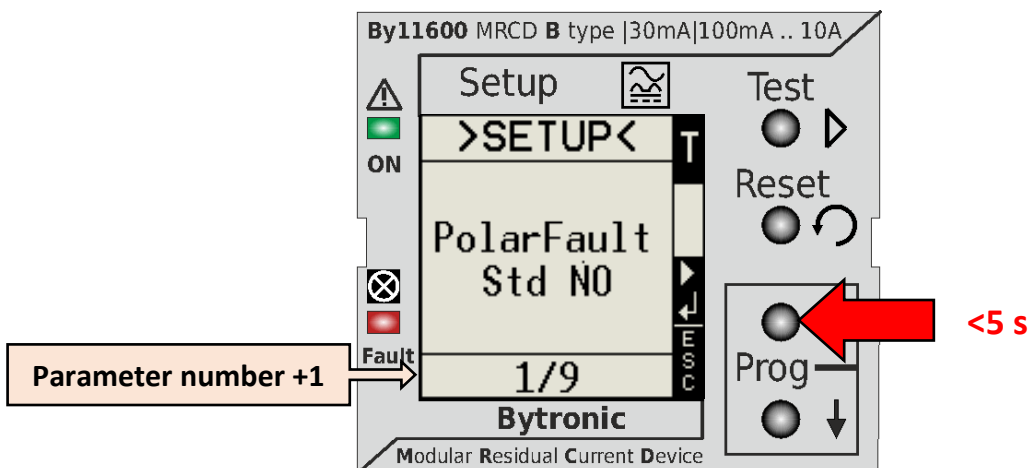 By11600 MRCD B type |30mA|100mA .. 10A
Setup
Test
>SETUP<
T
ON
Reset
PolarFault
Std NO
<5 s
Fault
ESC
Prog
Parameter number +1
1/9
Bytronic
Modular Residual Current Device